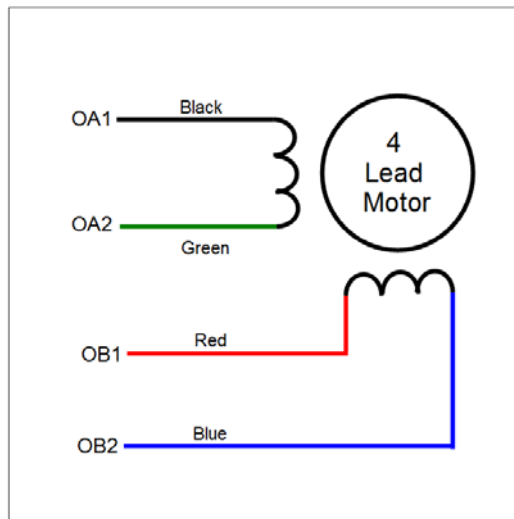 OA1
Black
OA2
Green
4
Lead
Motor
OB1
Red
OB2
Blue